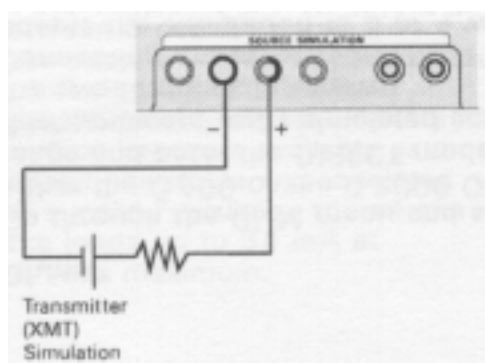 SOURCE SIMULATION
− +
Transmitter
(XMT)
Simulation